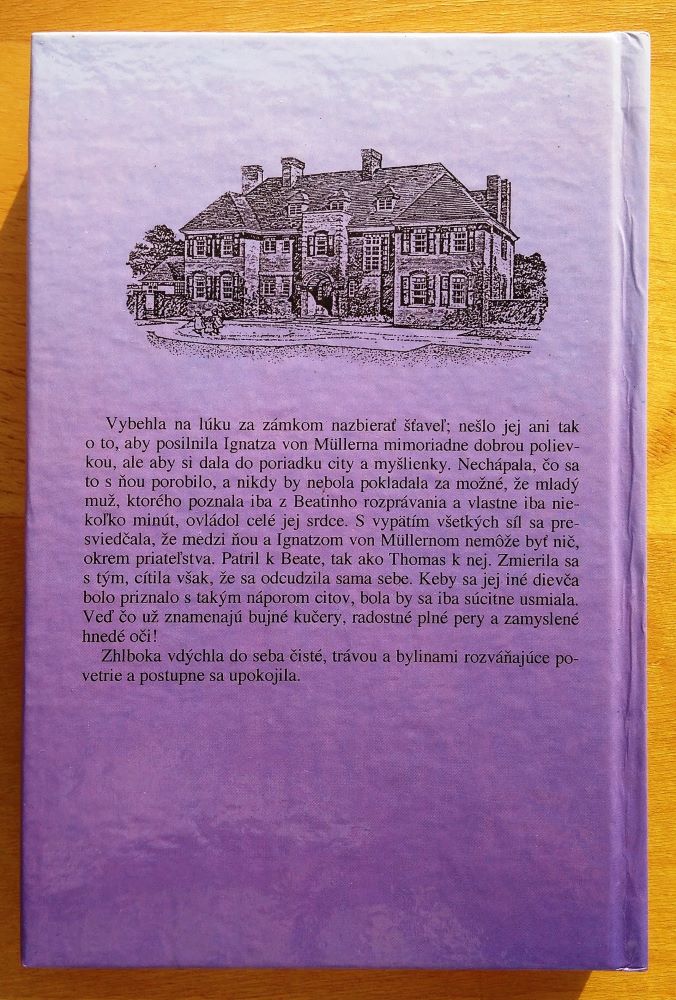 Vybehla na lúku za zámkom nazbierať šťaveľ; nešlo jej ani tak
o to, aby posilnila Ignatza von Müllerna mimoriadne dobrou poliev-
kou, ale aby si dala do poriadku city a myšlienky. Nechápala, čo sa
to s ňou porobilo, a nikdy by nebola pokladala za možné, že mladý
muž, ktorého poznala iba z Beatinho rozprávania a vlastne iba nie-
koľko minút, ovládol celé jej srdce. S vypätím všetkých síl sa pre-
sviedčala, že medzi ňou a Ignatzom von Müllernom nemôže byť nič,
okrem priateľstva. Patril k Beate, tak ako Thomas k nej. Zmierila sa
s tým, cítila však, že sa odcudzila sama sebe. Keby sa jej iné dievča
bolo priznalo s takým náporom citov, bola by sa iba súcitne usmiala.
Veď čo už znamenajú bujné kučery, radostné plné pery a zamyslené
hnedé oči!
Zhlboka vdýchla do seba čisté, trávou a bylinami rozváňajúce po-
vetrie a postupne sa upokojila.